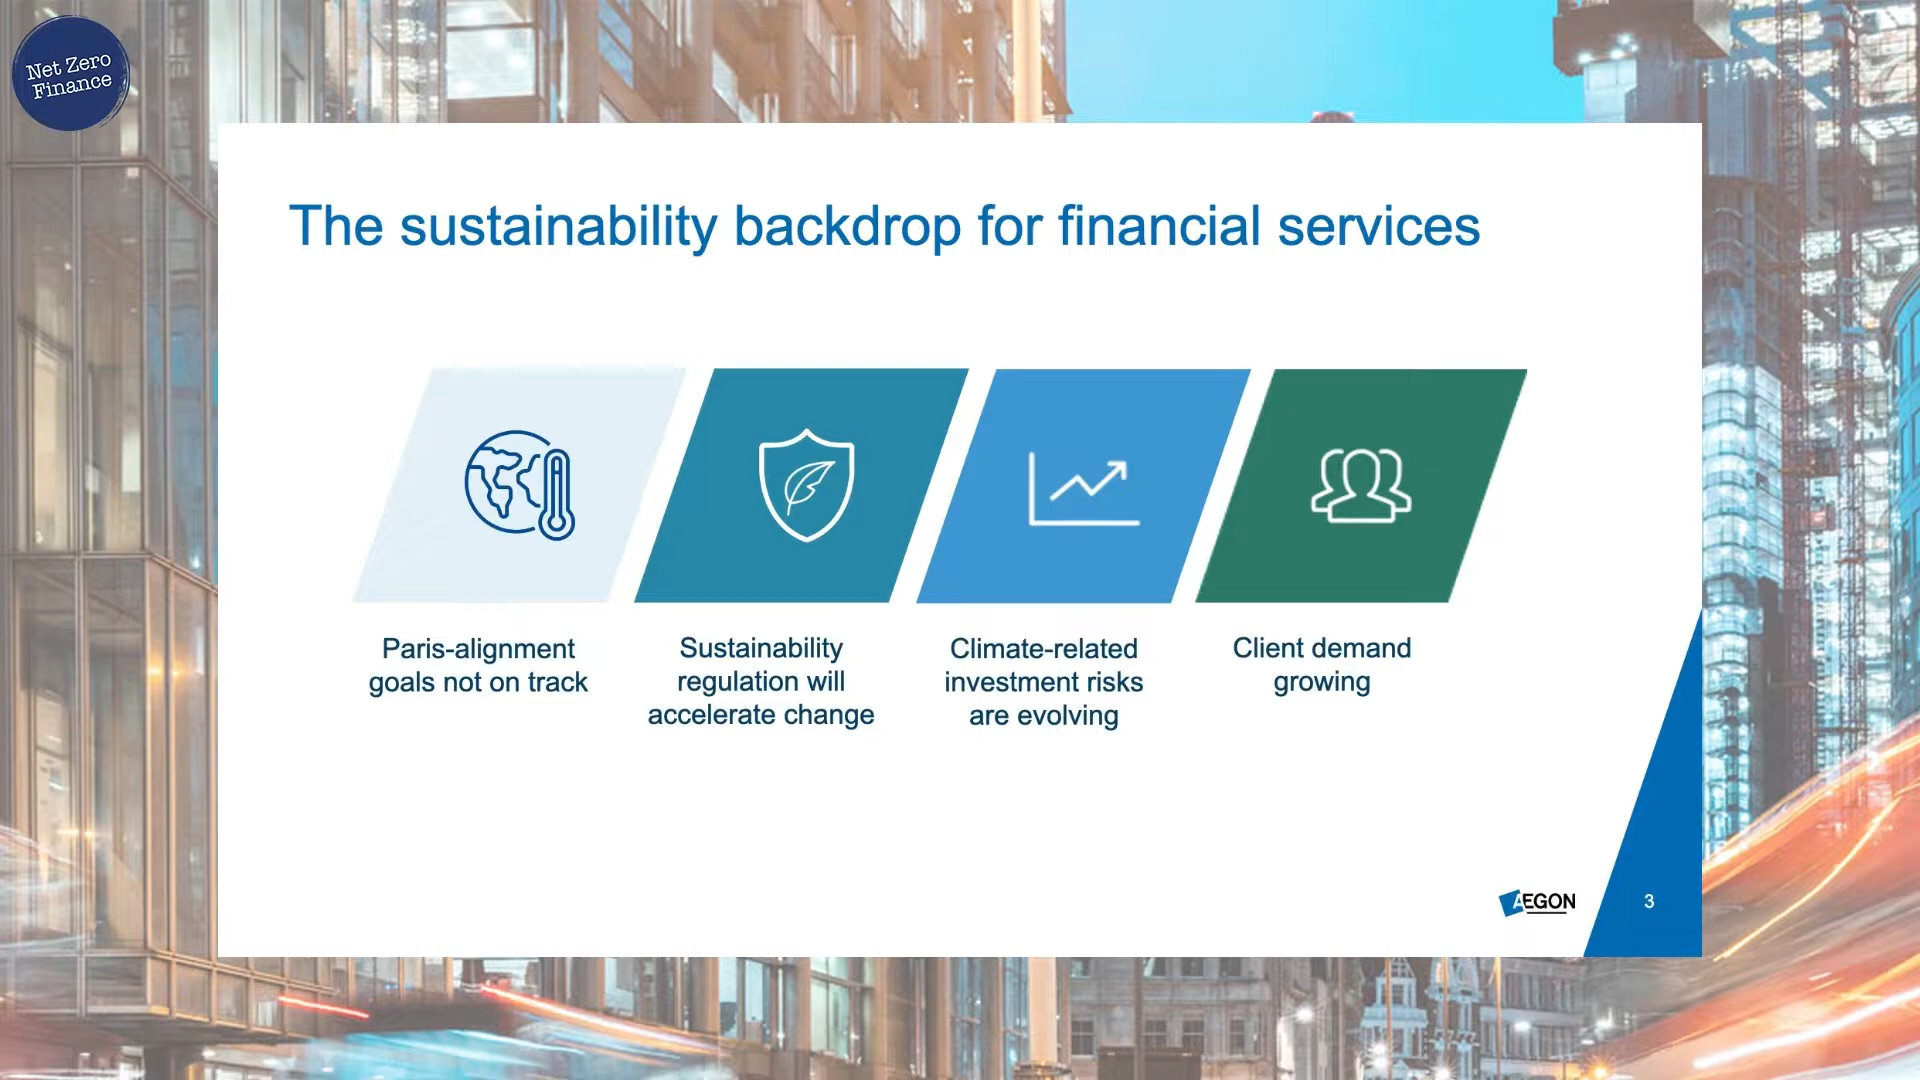 Net Zero
Finance
The sustainability backdrop for financial services
Paris-alignment
goals not on track
Sustainability
regulation will
accelerate change
Climate-related
investment risks
are evolving
Client demand
growing
AEGON
3